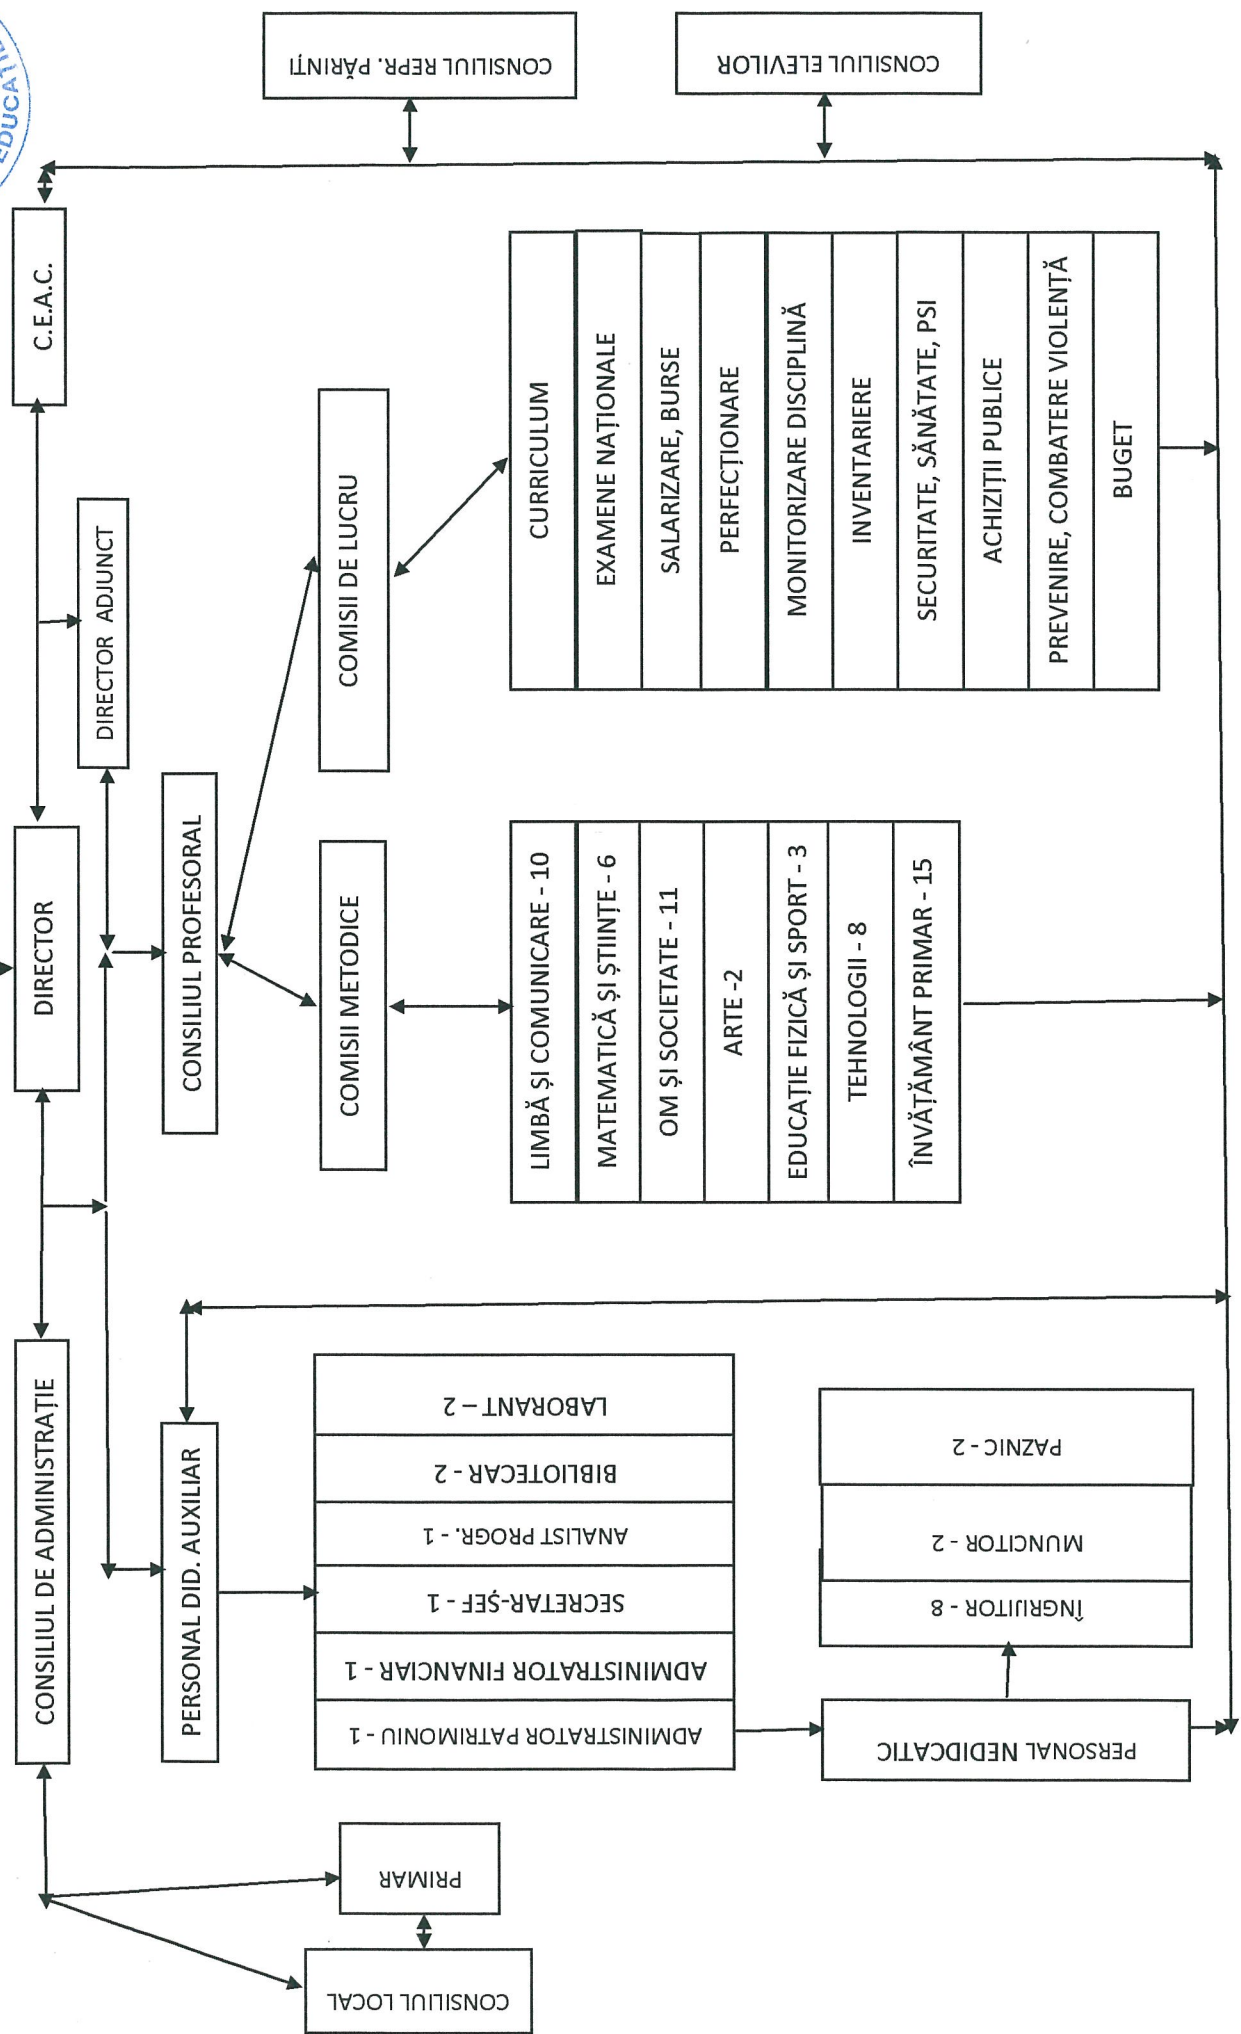 EDUCAȚIE
DIRECTOR
CONSILIUL DE ADMINISTRAȚIE
C.E.A.C.
DIRECTOR ADJUNCT
CONSILIUL PROFESORAL
PERSONAL DID. AUXILIAR
COMISII METODICE
COMISII DE LUCRU
CONSILIUL LOCAL
PRIMAR
ADMINISTRATOR PATRIMONIU - 1
ADMINISTRATOR FINANCIAR - 1
SECRETAR-ȘEF - 1
ANALIST PROGR. - 1
BIBLIOTECAR - 2
LABORANT – 2
LIMBĂ ȘI COMUNICARE - 10
MATEMATICĂ ȘI ȘTIINȚE - 6
OM ȘI SOCIETATE - 11
ARTE -2
EDUCAȚIE FIZICĂ ȘI SPORT - 3
TEHNOLOGII - 8
ÎNVĂȚĂMÂNT PRIMAR - 15
CURRICULUM
EXAMENE NAȚIONALE
SALARIZARE, BURSE
PERFECȚIONARE
MONITORIZARE DISCIPLINĂ
INVENTARIERE
SECURITATE, SĂNĂTATE, PSI
ACHIZIȚII PUBLICE
PREVENIRE, COMBATERE VIOLENȚĂ
BUGET
PERSONAL NEDIDCATIC
ÎNGRIJITOR - 8
MUNCITOR - 2
PAZNIC - 2
CONSILIUL REPR. PĂRINȚI
CONSILIUL ELEVILOR